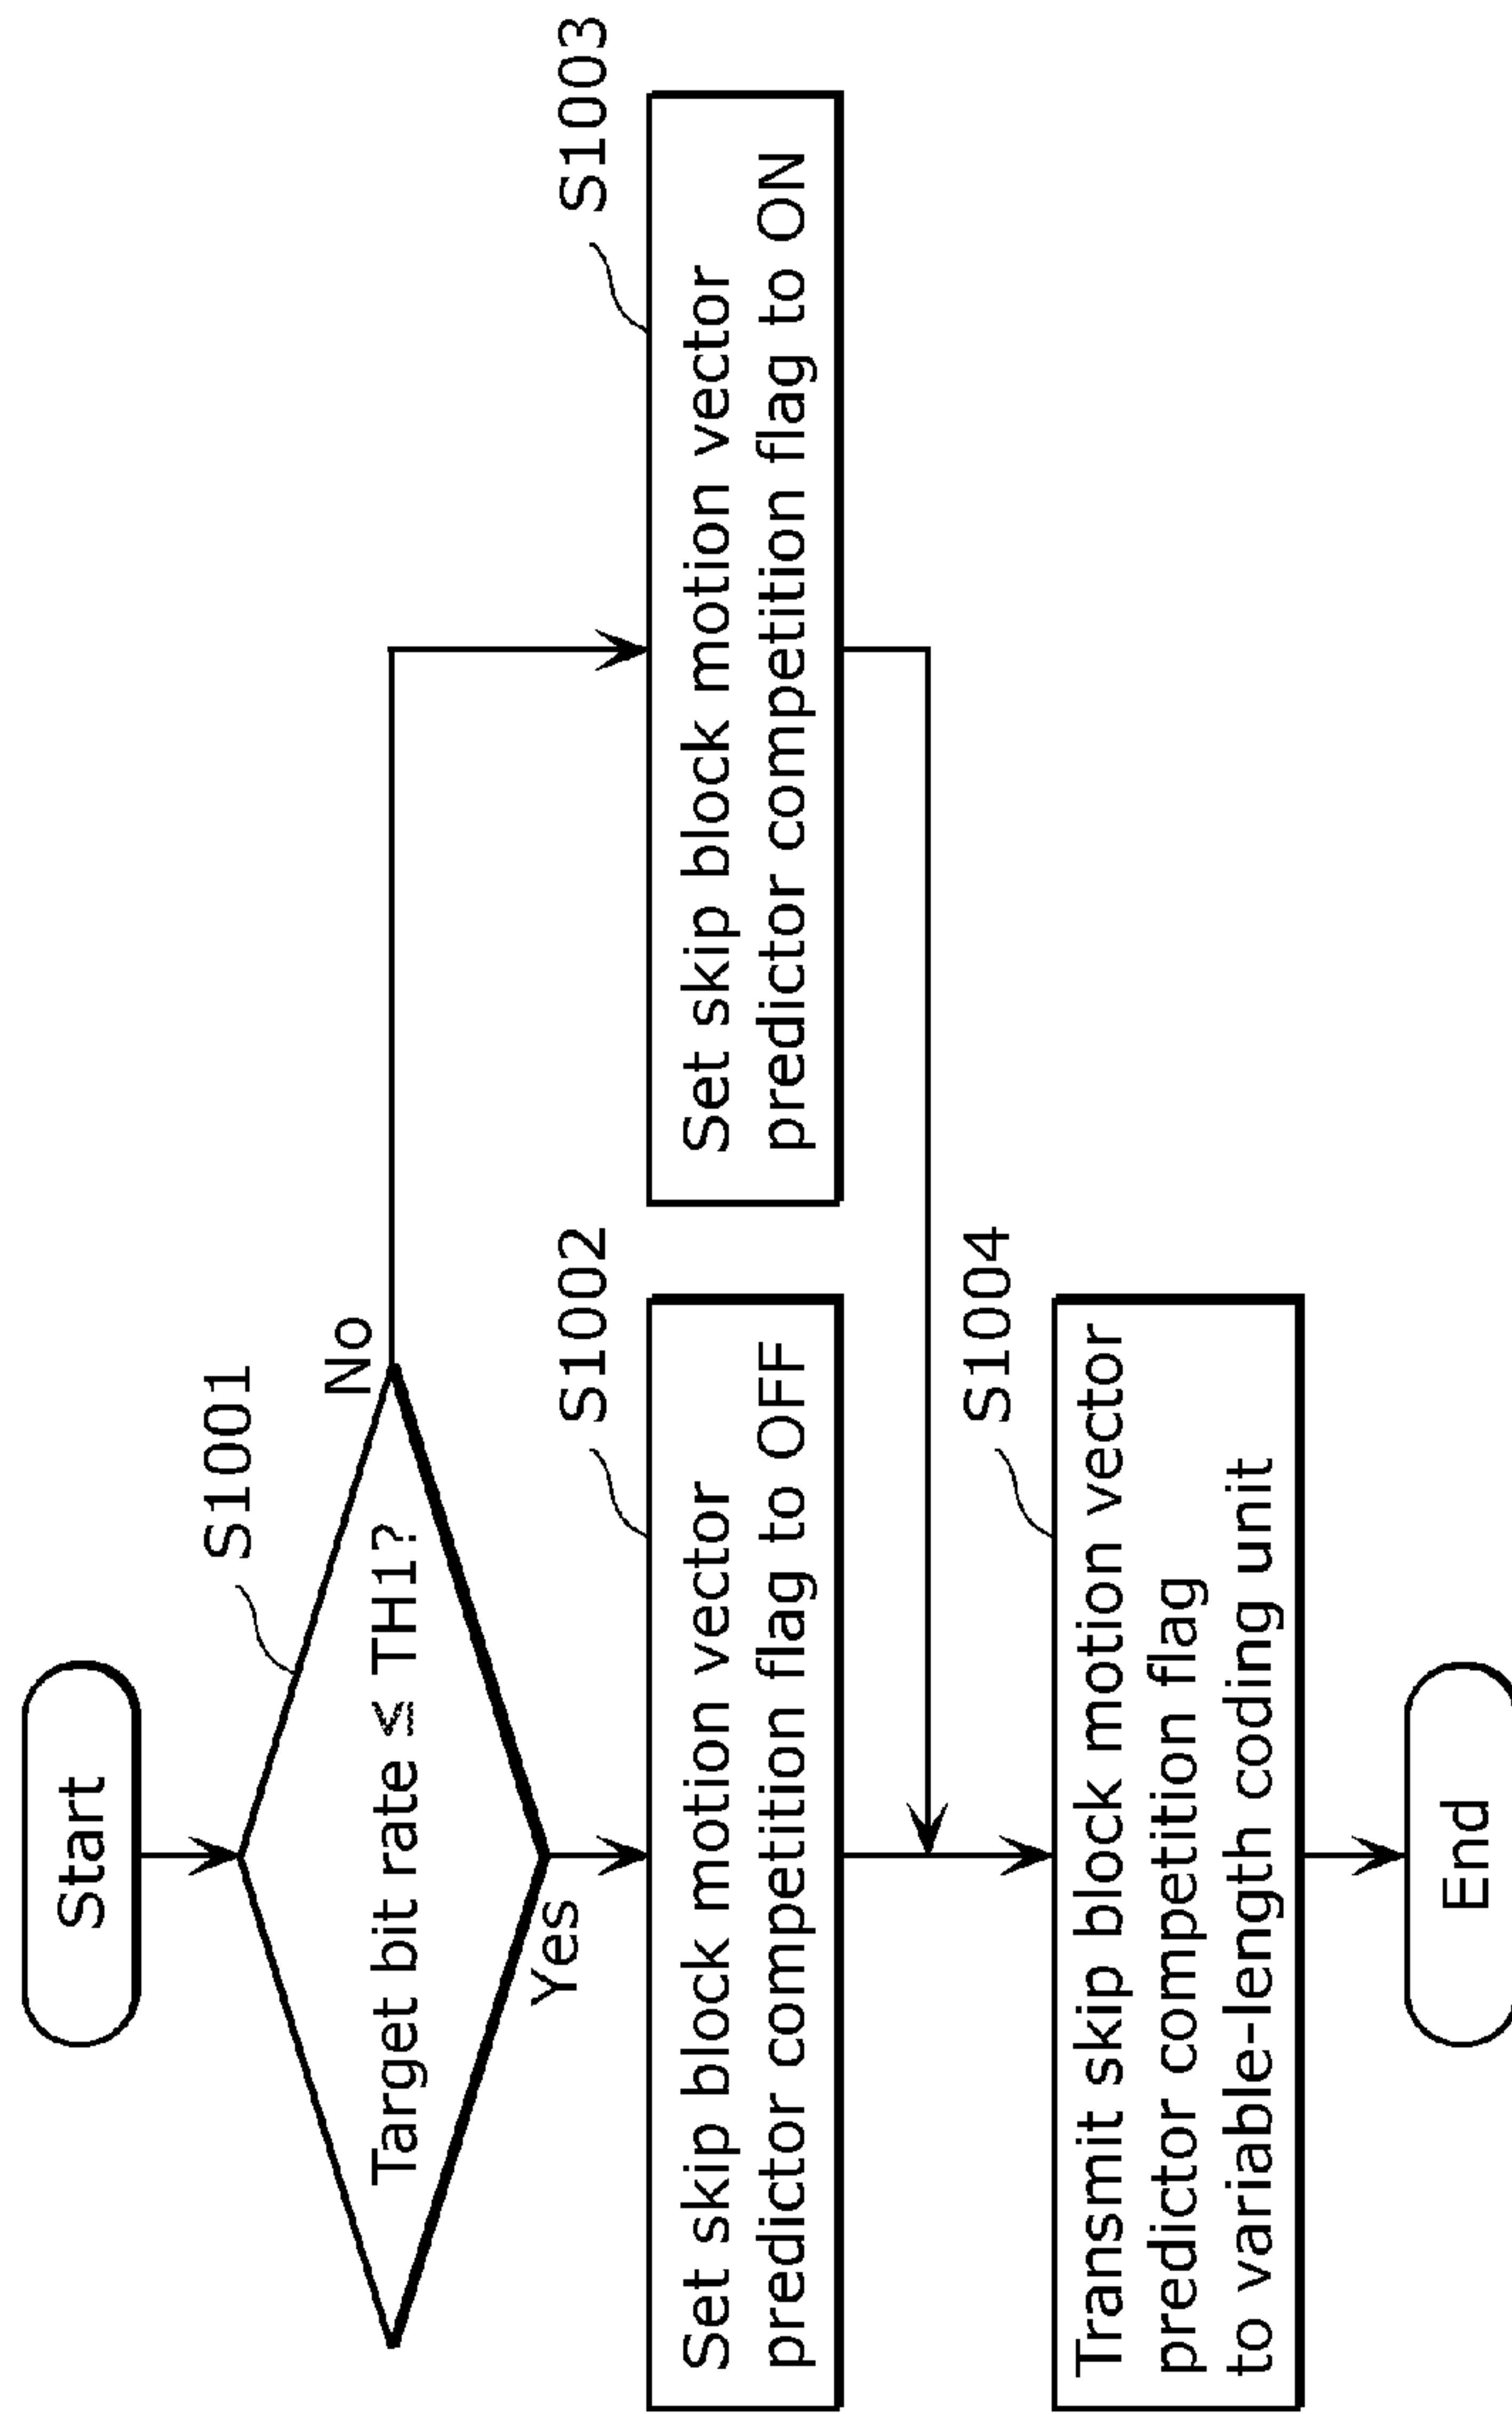 Start
S1001
Target bit rate ≤ TH1?
No
Yes
S1002
Set skip block motion vector
predictor competition flag to OFF
S1003
Set skip block motion vector
predictor competition flag to ON
S1004
Transmit skip block motion vector
predictor competition flag
to variable-length coding unit
End